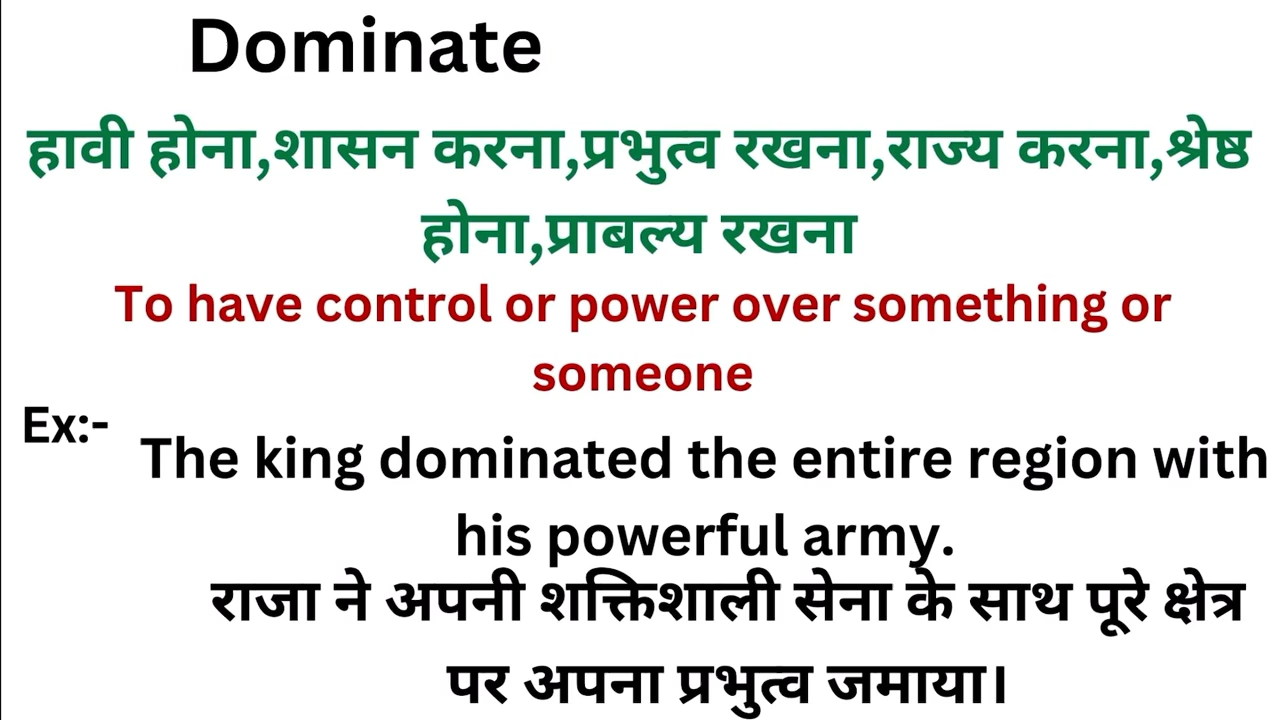 Dominate
हावी होना,शासन करना,प्रभुत्व रखना,राज्य करना,श्रेष्ठ
होना,प्राबल्य रखना
To have control or power over something or
someone
Ex:-
The king dominated the entire region with
his powerful army.
राजा ने अपनी शक्तिशाली सेना के साथ पूरे क्षेत्र
पर अपना प्रभुत्व जमाया।